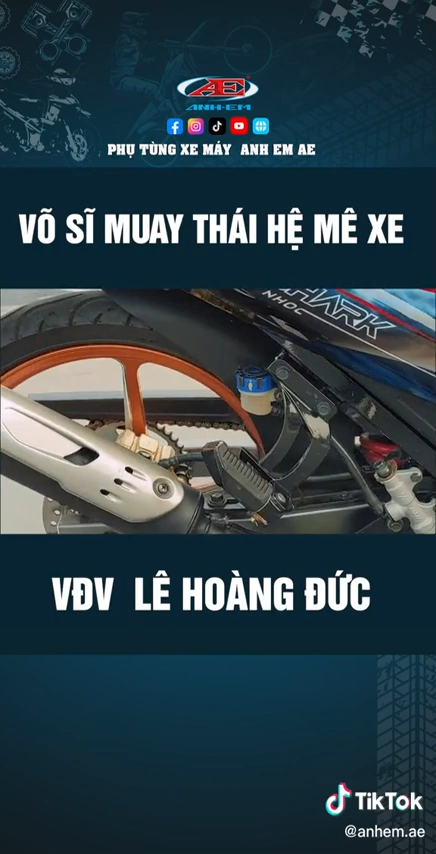 AE
ANH-EM
PHỤ TÙNG XE MÁY ANH EM AE
VÕ SĨ MUAY THÁI HỆ MÊ XE
SHARK
NHOC
VĐV LÊ HOÀNG ĐỨC
TikTok
@anhem.ae